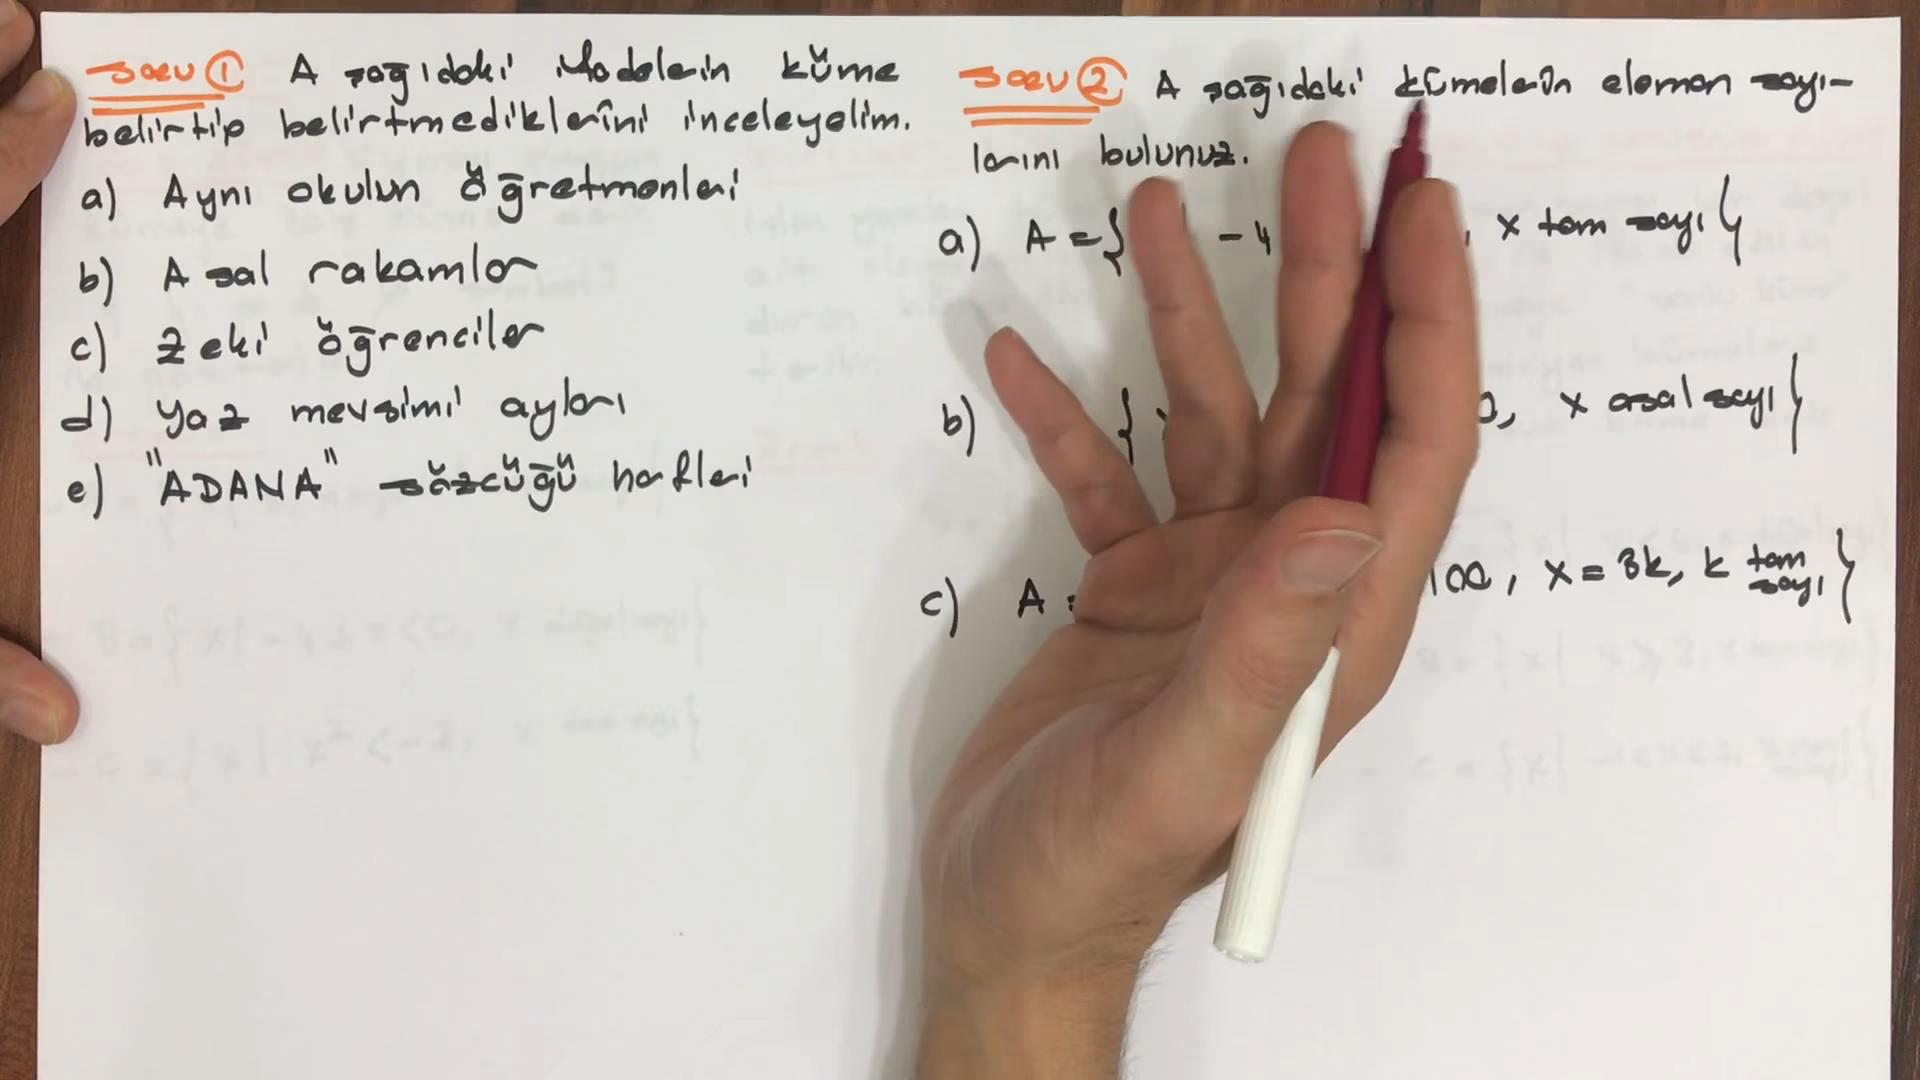 Soru 1 Aşağıdaki ifadelerin küme
belirtip belirtmediklerini inceleyelim.
a) Aynı okulun öğretmenleri
b) Asal rakamlar
c) Zeki öğrenciler
d) Yaz mevsimi ayları
e) "ADANA" sözcüğü harfleri
Soru 2 Aşağıdaki kümelerin eleman sayı-
larını bulunuz.
a) A = { -4 , x tam sayı}
b) { 0, x asal sayı}
c) A = 100, x = 3k, k tam sayı}